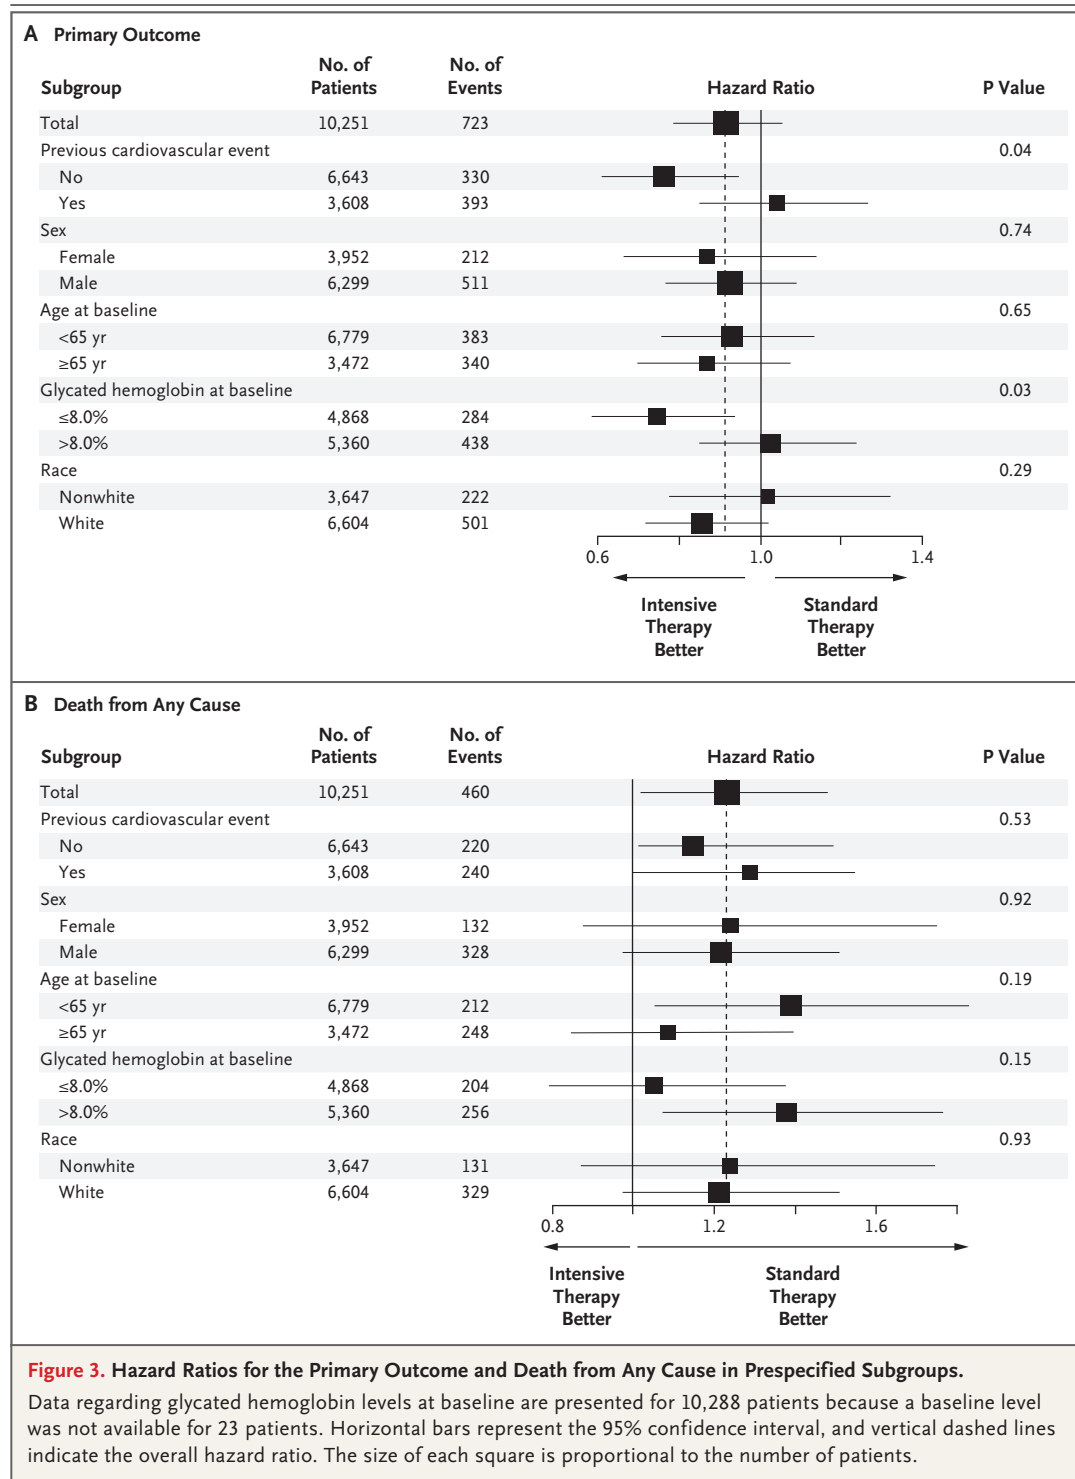 A Primary Outcome
Subgroup No. of Patients No. of Events Hazard Ratio P Value
Total 10,251 723
Previous cardiovascular event 0.04
No 6,643 330
Yes 3,608 393
Sex 0.74
Female 3,952 212
Male 6,299 511
Age at baseline 0.65
<65 yr 6,779 383
≥65 yr 3,472 340
Glycated hemoglobin at baseline 0.03
≤8.0% 4,868 284
>8.0% 5,360 438
Race 0.29
Nonwhite 3,647 222
White 6,604 501
0.6 1.0 1.4
Intensive Therapy Better Standard Therapy Better
B Death from Any Cause
Subgroup No. of Patients No. of Events Hazard Ratio P Value
Total 10,251 460
Previous cardiovascular event 0.53
No 6,643 220
Yes 3,608 240
Sex 0.92
Female 3,952 132
Male 6,299 328
Age at baseline 0.19
<65 yr 6,779 212
≥65 yr 3,472 248
Glycated hemoglobin at baseline 0.15
≤8.0% 4,868 204
>8.0% 5,360 256
Race 0.93
Nonwhite 3,647 131
White 6,604 329
0.8 1.2 1.6
Intensive Therapy Better Standard Therapy Better
Figure 3. Hazard Ratios for the Primary Outcome and Death from Any Cause in Prespecified Subgroups.
Data regarding glycated hemoglobin levels at baseline are presented for 10,288 patients because a baseline level
was not available for 23 patients. Horizontal bars represent the 95% confidence interval, and vertical dashed lines
indicate the overall hazard ratio. The size of each square is proportional to the number of patients.